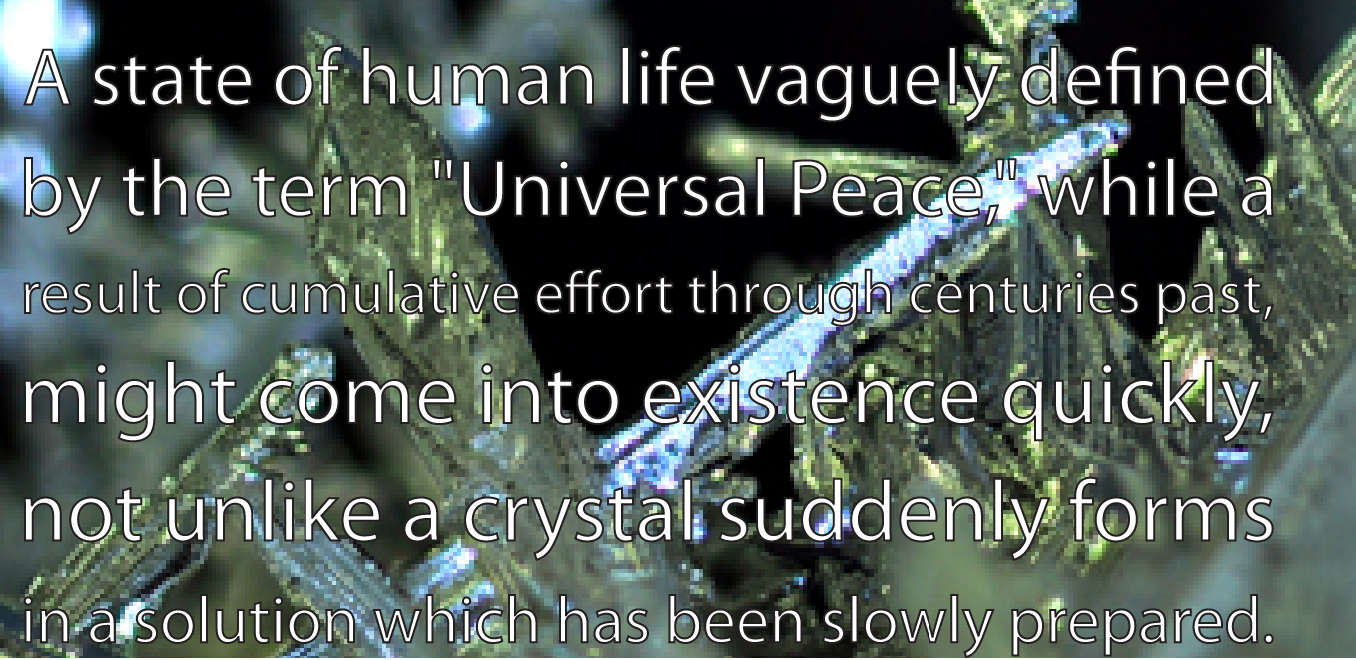 A state of human life vaguely defined
by the term "Universal Peace," while a
result of cumulative effort through centuries past,
might come into existence quickly,
not unlike a crystal suddenly forms
in a solution which has been slowly prepared.